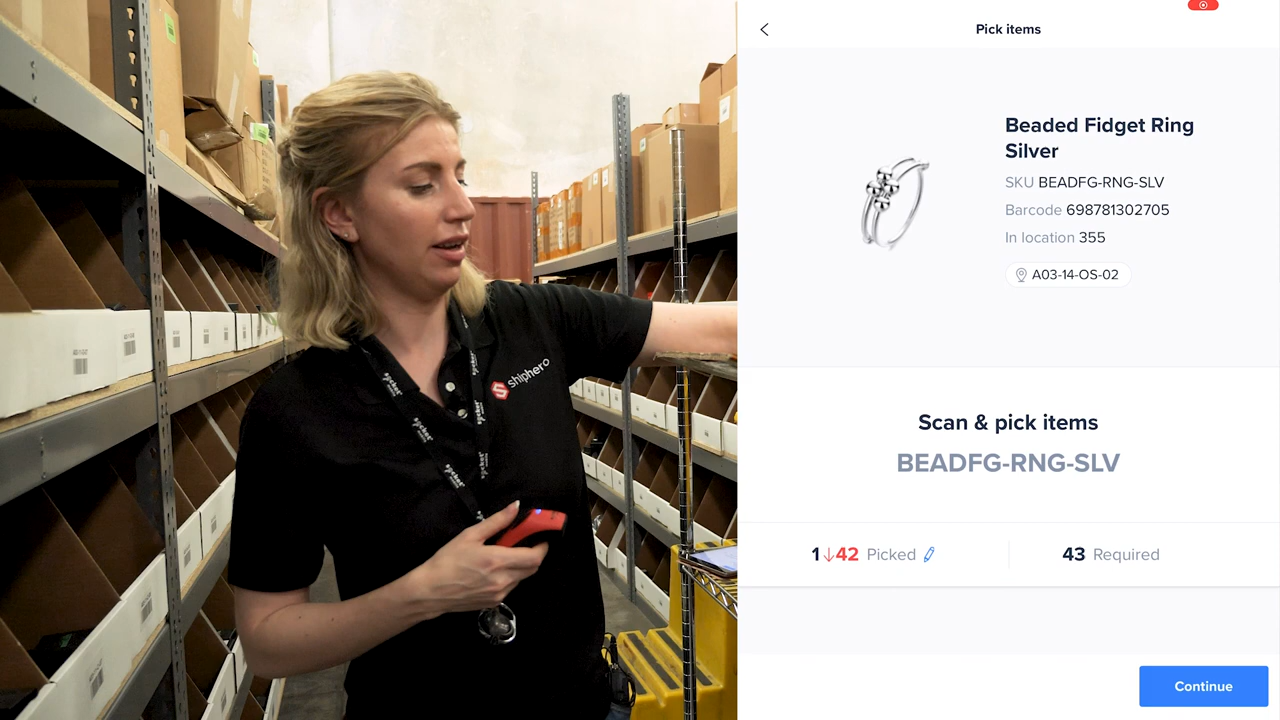 shiphero
Pick items
Beaded Fidget Ring
Silver
SKU BEADFG-RNG-SLV
Barcode 698781302705
In location 355
A03-14-OS-02
Scan & pick items
BEADFG-RNG-SLV
1↓42 Picked
43 Required
Continue